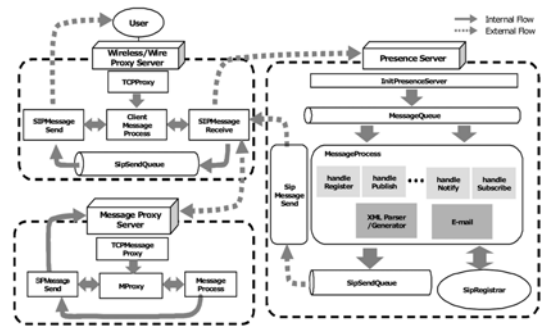 User
Internal Flow
External Flow
Wireless/Wire
Proxy Server
TCPProxy
SIPMessage
Send
Client
Message
Process
SIPMessage
Receive
SipSendQueue
Message Proxy
Server
TCPMessage
Proxy
SIPMessage
Send
MProxy
Message
Process
Presence Server
InitPresenceServer
MessageQueue
Sip
Message
Send
MessageProcess
handle
Register
handle
Publish
handle
Notify
handle
Subscribe
XML Parser
/Generator
E-mail
SipSendQueue
SipRegistrar